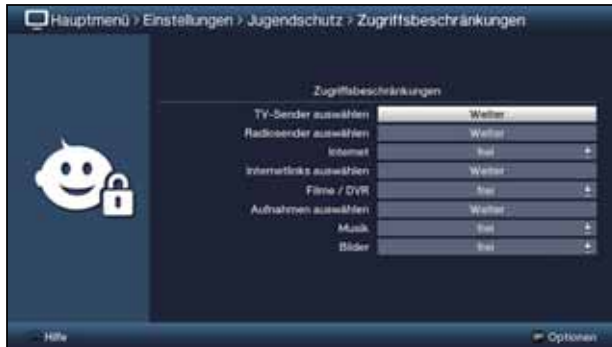 Hauptmenü > Einstellungen > Jugendschutz > Zugriffsbeschränkungen
Zugriffsbeschränkungen
TV-Sender auswählen Weiter
Radiosender auswählen Weiter
Internet frei
Internetlinks auswählen Weiter
Filme / DVR frei
Aufnahmen auswählen Weiter
Musik frei
Bilder frei
Hilfe Optionen